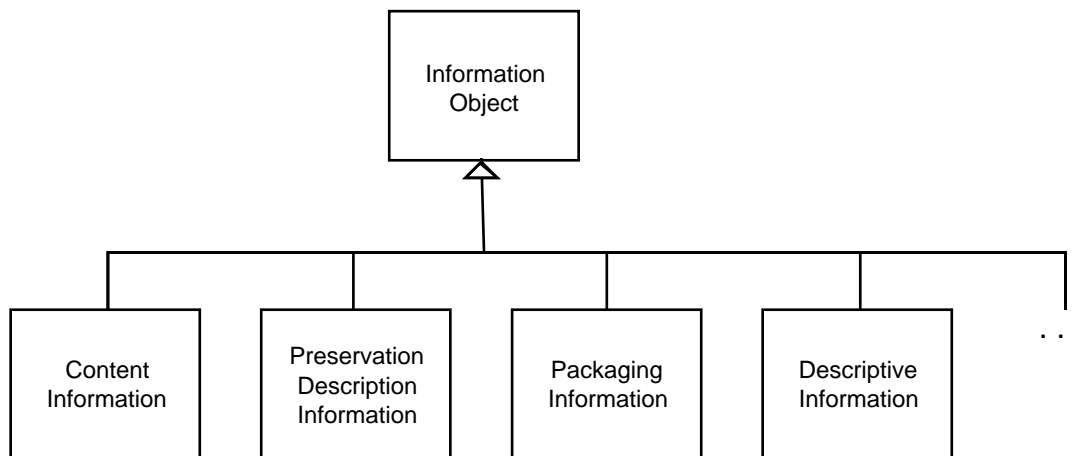 Information
Object
Content
Information
Preservation
Description
Information
Packaging
Information
Descriptive
Information
. .